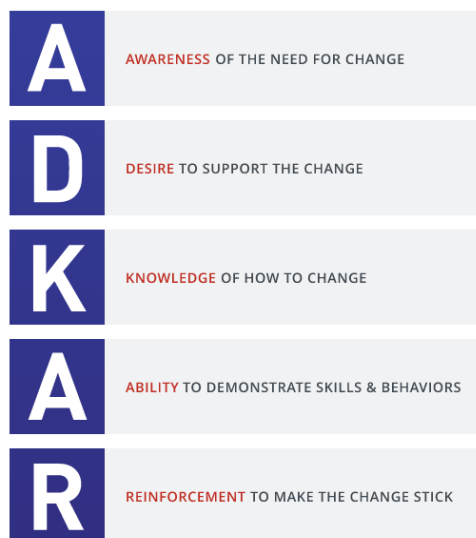 A
AWARENESS OF THE NEED FOR CHANGE
D
DESIRE TO SUPPORT THE CHANGE
K
KNOWLEDGE OF HOW TO CHANGE
A
ABILITY TO DEMONSTRATE SKILLS & BEHAVIORS
R
REINFORCEMENT TO MAKE THE CHANGE STICK